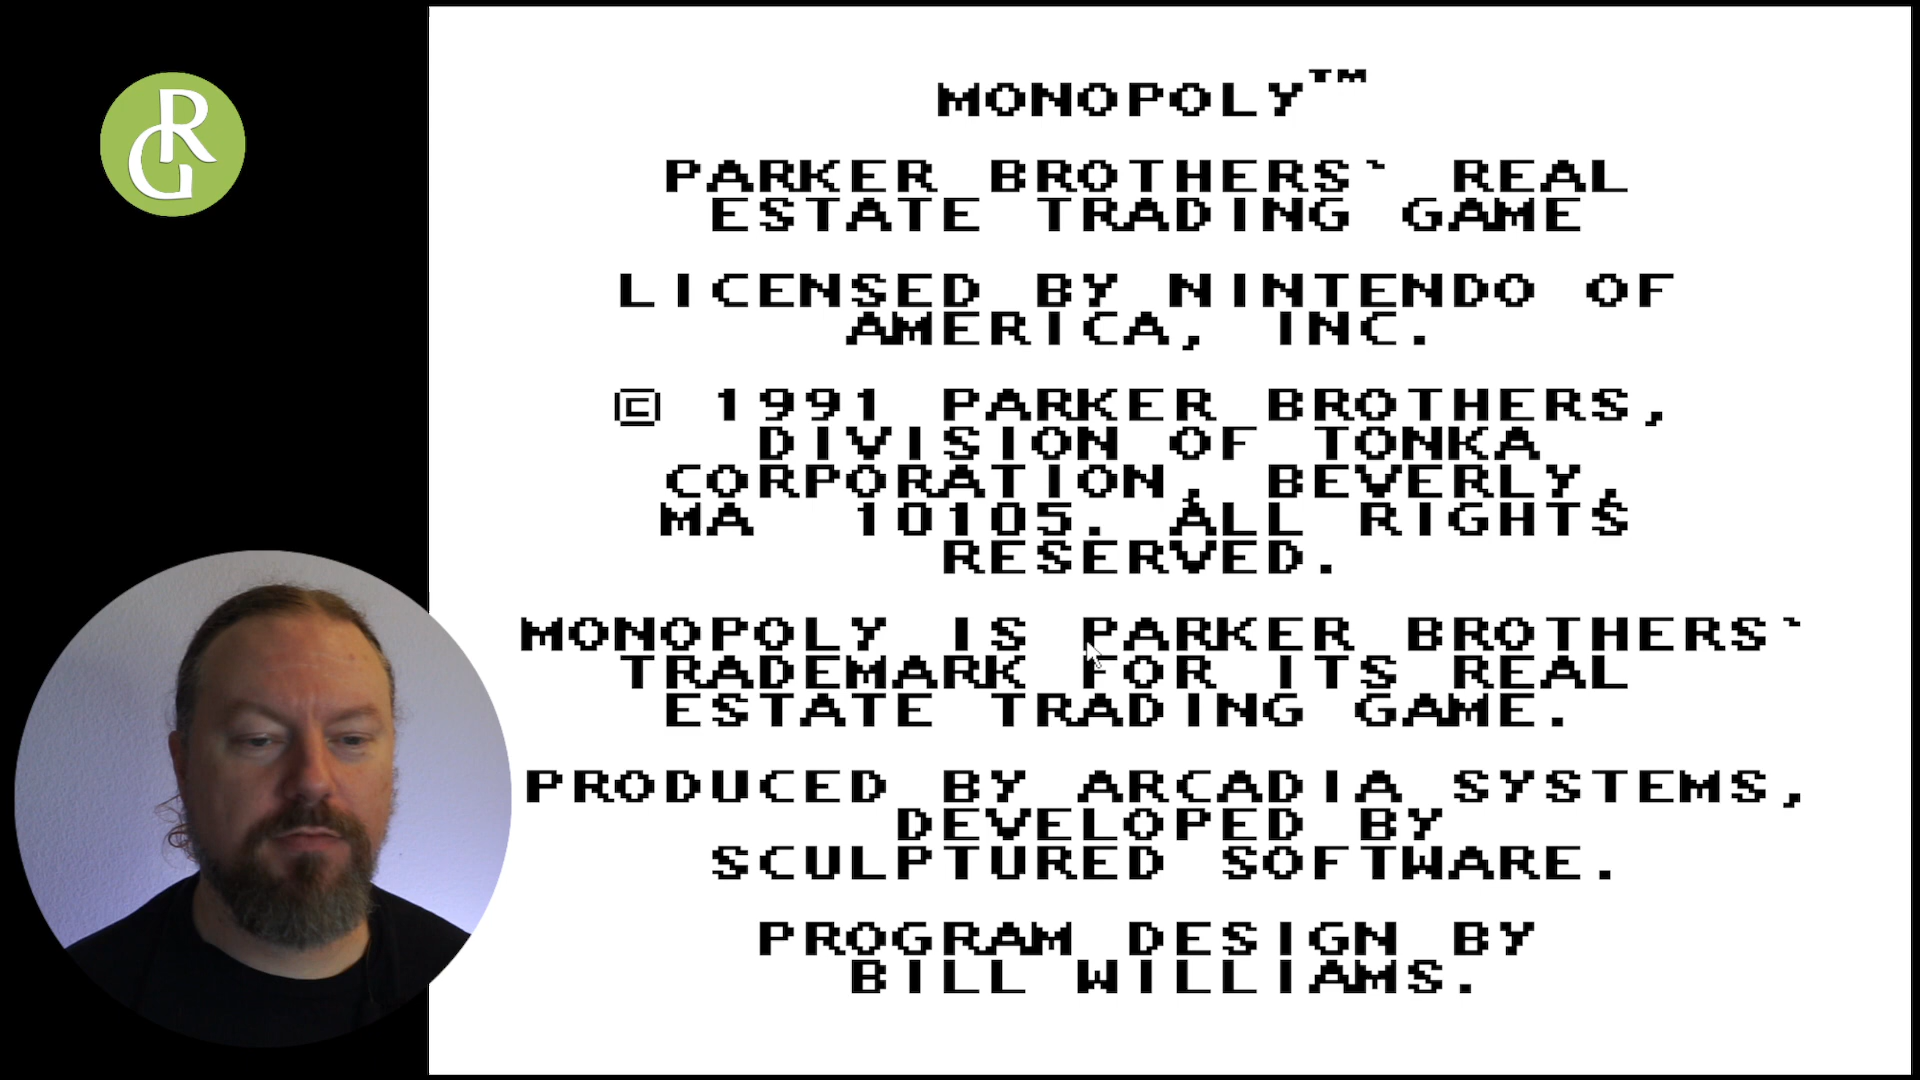 RG
MONOPOLY™
PARKER BROTHERS` REAL
ESTATE TRADING GAME
LICENSED BY NINTENDO OF
AMERICA, INC.
© 1991 PARKER BROTHERS,
DIVISION OF TONKA
CORPORATION, BEVERLY,
MA 10105. ALL RIGHTS
RESERVED.
MONOPOLY IS PARKER BROTHERS`
TRADEMARK FOR ITS REAL
ESTATE TRADING GAME.
PRODUCED BY ARCADIA SYSTEMS,
DEVELOPED BY
SCULPTURED SOFTWARE.
PROGRAM DESIGN BY
BILL WILLIAMS.